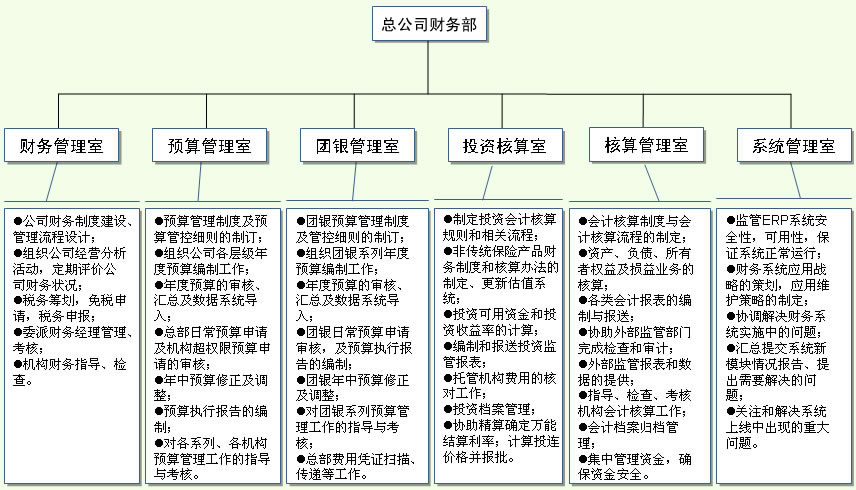 总公司财务部
财务管理室
预算管理室
团银管理室
投资核算室
核算管理室
系统管理室
●公司财务制度建设、
管理流程设计；
●组织公司经营分析
活动，定期评价公
司财务状况；
●税务筹划，免税申
请，税务申报；
●委派财务经理管理、
考核；
●机构财务指导、检
查。
●预算管理制度及预
算管控细则的制订；
●组织公司各层级年
度预算编制工作；
●年度预算的审核、
汇总及数据系统导
入；
●总部日常预算申请
及机构超权限预算申
请的审核；
●年中预算修正及调
整；
●预算执行报告的编
制；
●对各系列、各机构
预算管理工作的指导
与考核。
●团银预算管理制度
及管控细则的制订；
●组织团银系列年度
预算编制工作；
●年度预算的审核、
汇总及数据系统导
入；
●团银日常预算申请
审核，及预算执行报
告的编制；
●团银年中预算修正
及调整；
●对团银系列预算管
理工作的指导与考
核；
●总部费用凭证扫描、
传递等工作。
●制定投资会计核算
规则和相关流程；
●非传统保险产品财
务制度和核算办法的
制定、更新估值系
统；
●投资可用资金和投
资收益率的计算；
●编制和报送投资监
管报表；
●托管机构费用的核
对工作；
●投资档案管理；
●协助精算确定万能
结算利率；计算投连
价格并报批。
●会计核算制度与会
计核算流程的制定；
●资产、负债、所有
者权益及损益业务的
核算；
●各类会计报表的编
制与报送；
●协助外部监管部门
完成检查和审计；
●外部监管报表和数
据的提供；
●指导、检查、考核
机构会计核算工作；
●会计档案归档管
理；
●集中管理资金，确
保资金安全。
●监管ERP系统安
全性，可用性，保
证系统正常运行；
●财务系统应用战
略的策划，应用维
护策略的制定；
●协调解决财务系
统实施中的问题；
●汇总提交系统新
模块情况报告、提
出需要解决的问
题；
●关注和解决系统
上线中出现的重大
问题。